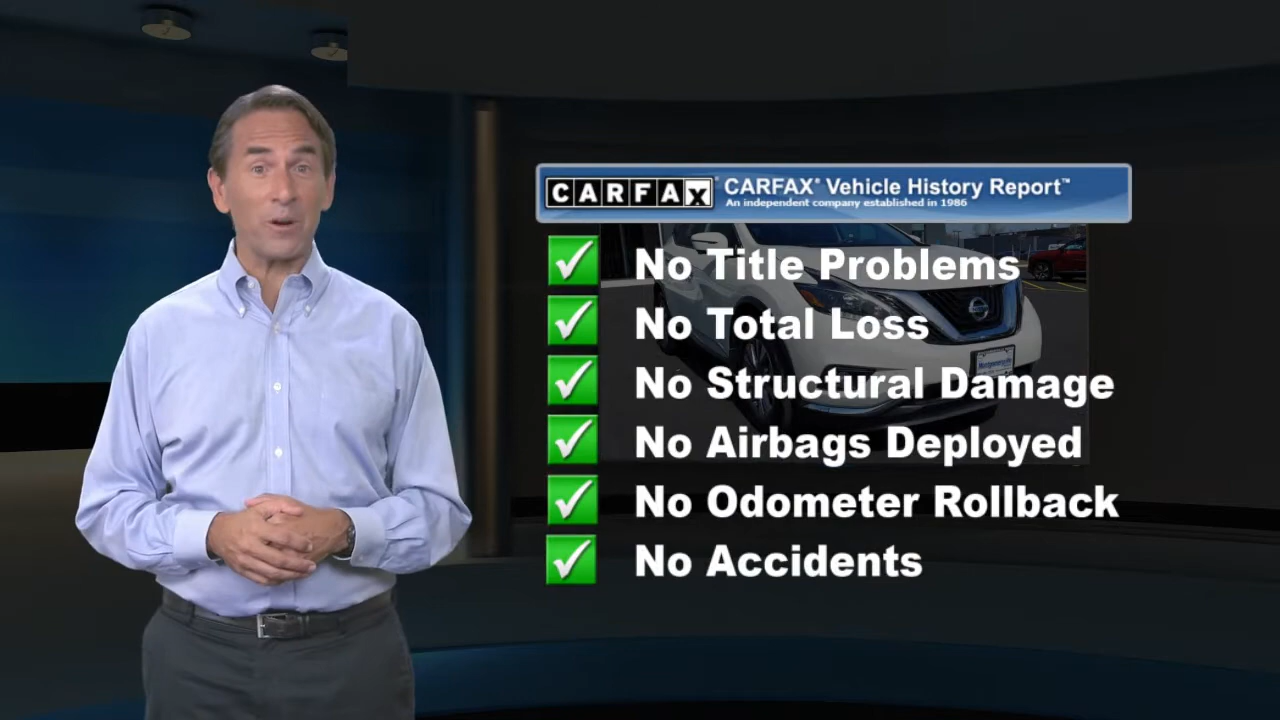 CARFAX® CARFAX® Vehicle History Report™
An independent company established in 1986
No Title Problems
No Total Loss
No Structural Damage
No Airbags Deployed
No Odometer Rollback
No Accidents